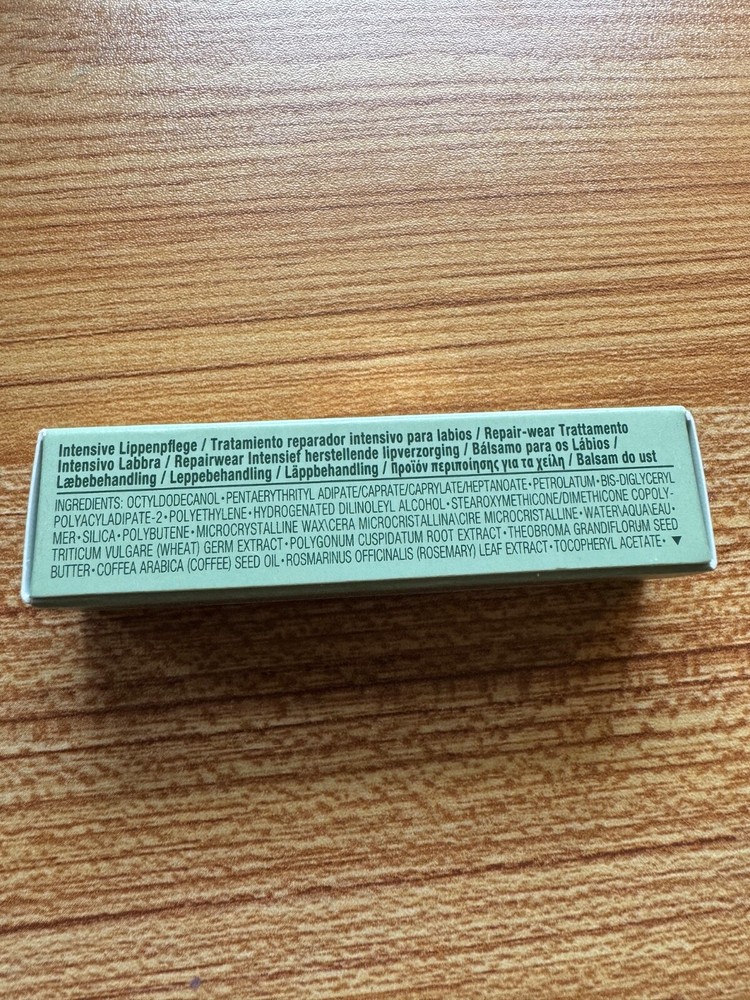 Intensive Lippenpflege / Tratamiento reparador intensivo para labios / Repair-wear Trattamento
Intensivo Labbra / Repairwear Intensief herstellende lipverzorging / Bálsamo para os Lábios /
Læbebehandling / Leppebehandling / Läppbehandling / Προϊόν περιποίησης για τα χείλη / Balsam do ust
INGREDIENTS: OCTYLDODECANOL • PENTAERYTHRITYL ADIPATE/CAPRATE/CAPRYLATE/HEPTANOATE • PETROLATUM • BIS-DIGLYCERYL
POLYACYLADIPATE-2 • POLYETHYLENE • HYDROGENATED DILINOLEYL ALCOHOL • STEAROXYMETHICONE/DIMETHICONE COPOLY-
MER • SILICA • POLYBUTENE • MICROCRYSTALLINE WAX\CERA MICROCRISTALLINA\CIRE MICROCRISTALLINE • WATER\AQUA\EAU •
TRITICUM VULGARE (WHEAT) GERM EXTRACT • POLYGONUM CUSPIDATUM ROOT EXTRACT • THEOBROMA GRANDIFLORUM SEED
BUTTER • COFFEA ARABICA (COFFEE) SEED OIL • ROSMARINUS OFFICINALIS (ROSEMARY) LEAF EXTRACT • TOCOPHERYL ACETATE • ▼